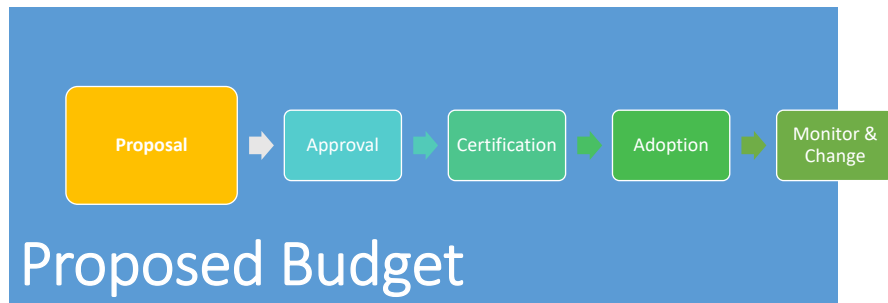 Proposal
Approval
Certification
Adoption
Monitor &
Change
Proposed Budget